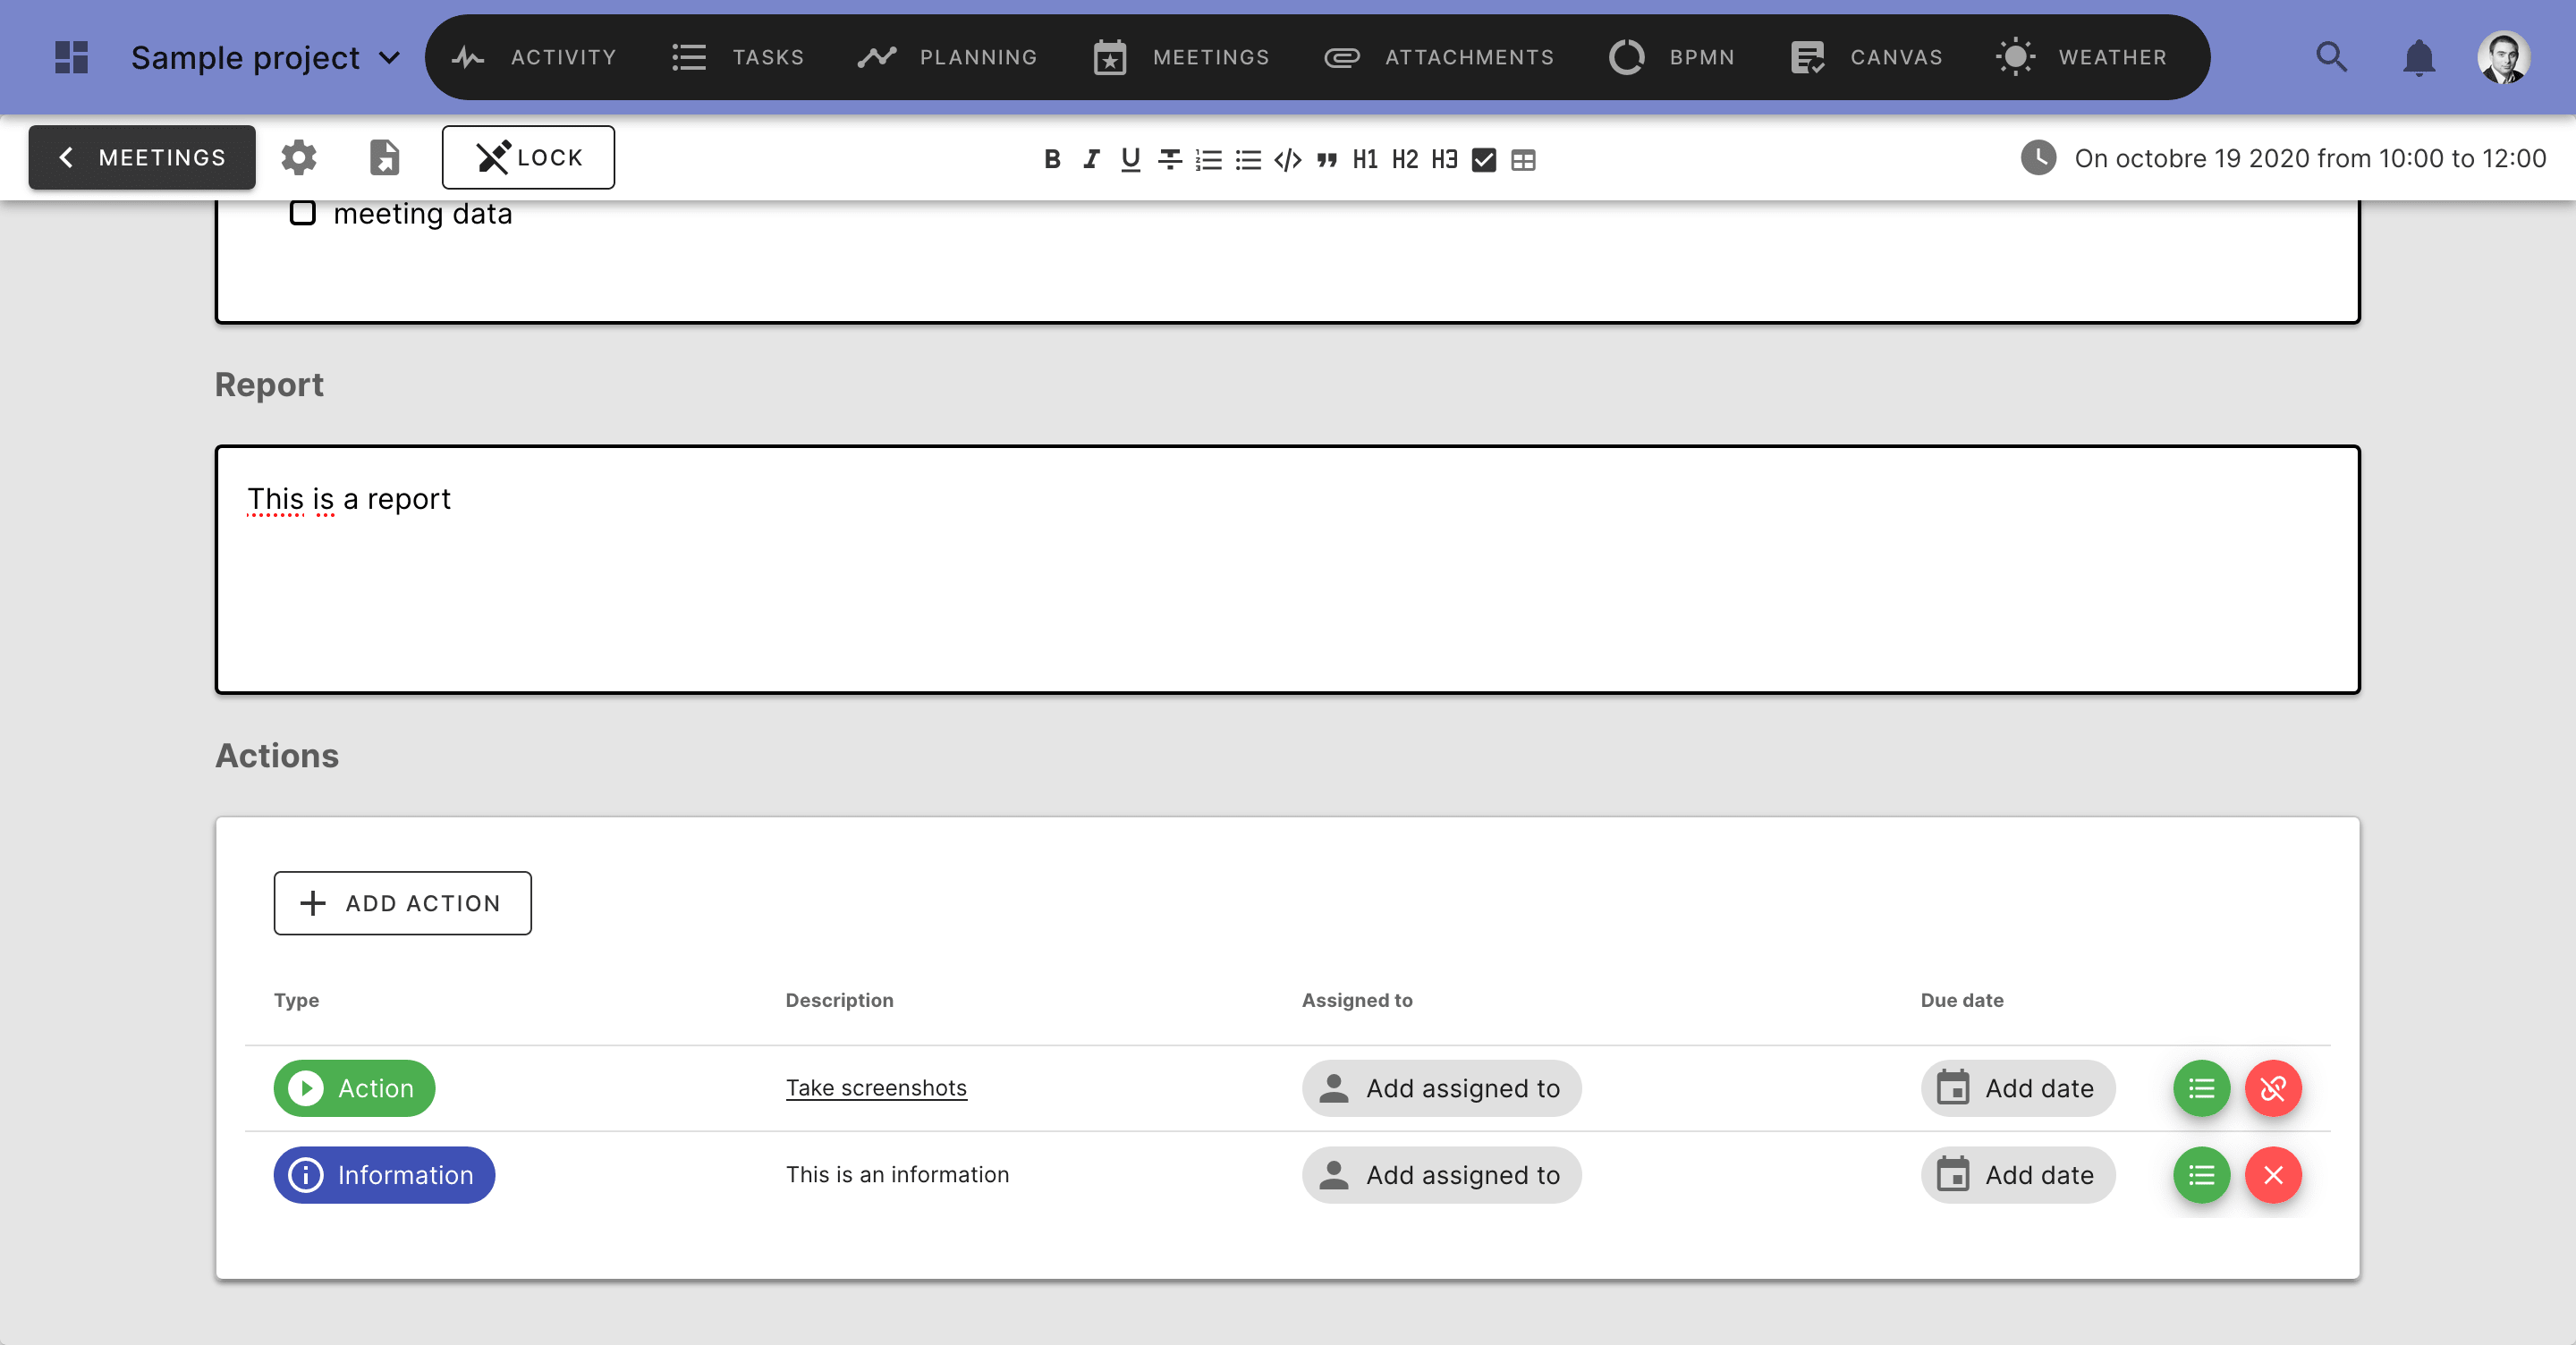 Sample project ACTIVITY TASKS PLANNING MEETINGS ATTACHMENTS BPMN CANVAS WEATHER
MEETINGS LOCK B I U H1 H2 H3 On octobre 19 2020 from 10:00 to 12:00
meeting data
Report
This is a report
Actions
ADD ACTION
Type Description Assigned to Due date
Action Take screenshots Add assigned to Add date
Information This is an information Add assigned to Add date